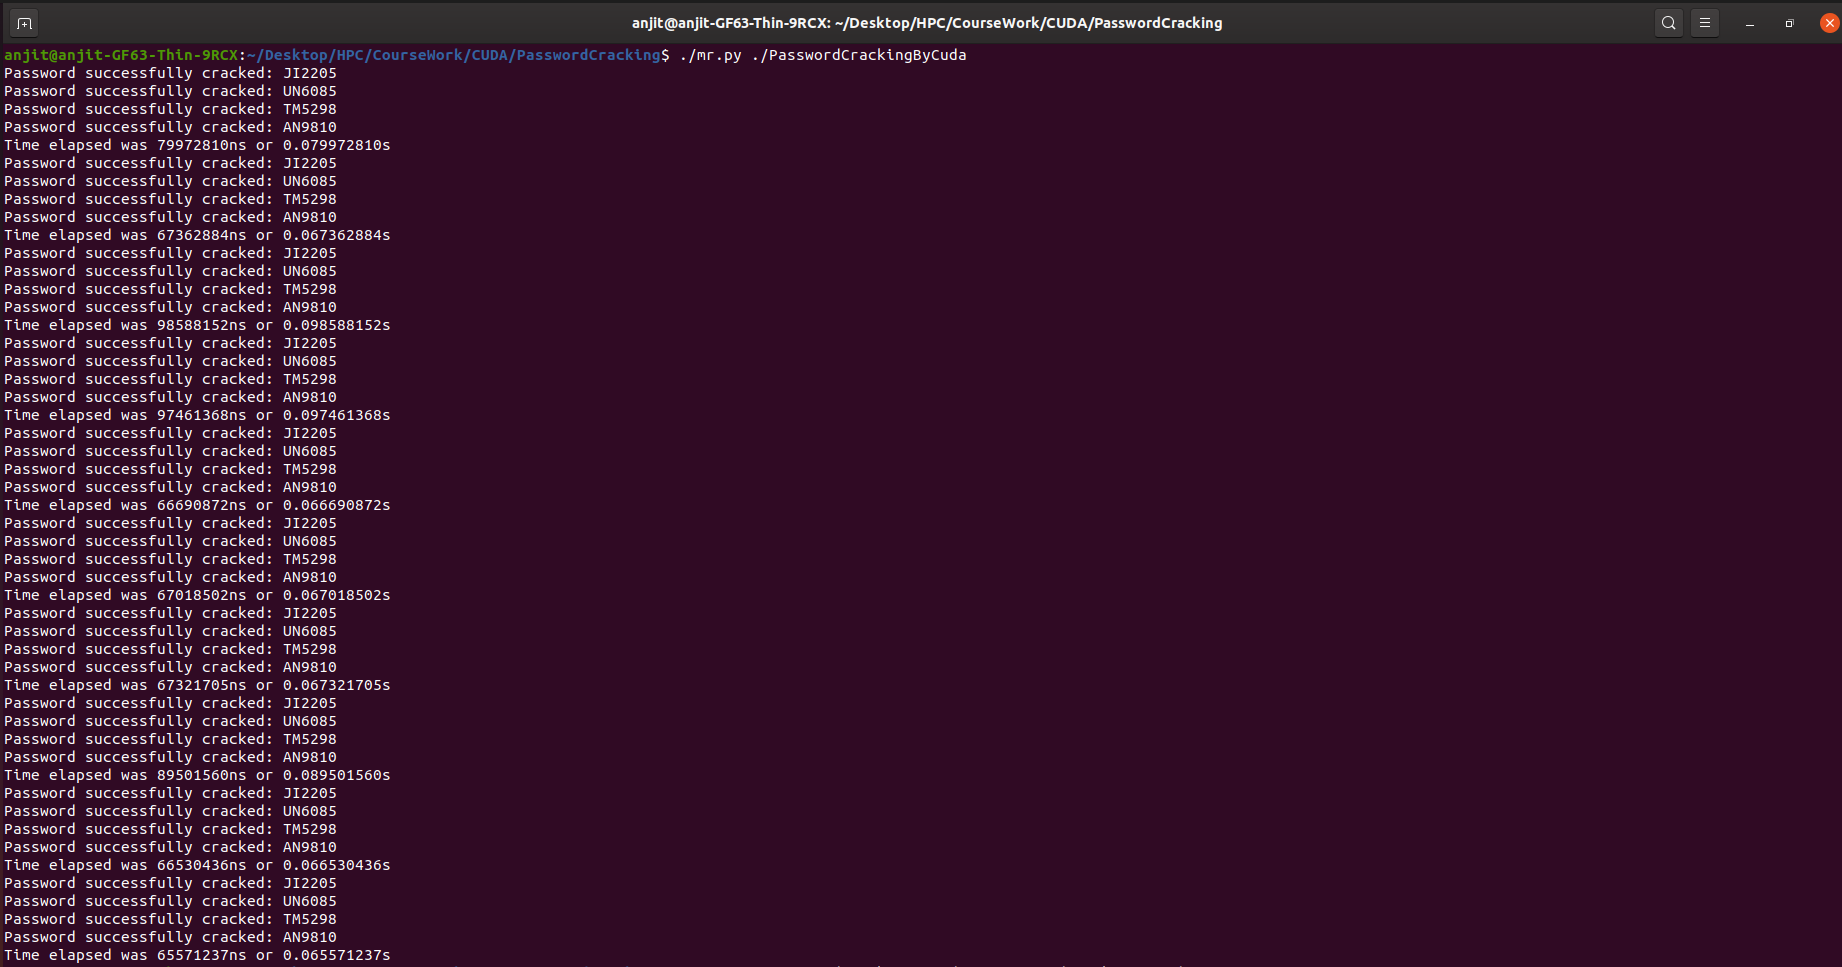 anjit@anjit-GF63-Thin-9RCX: ~/Desktop/HPC/CourseWork/CUDA/PasswordCracking
anjit@anjit-GF63-Thin-9RCX:~/Desktop/HPC/CourseWork/CUDA/PasswordCracking$ ./mr.py ./PasswordCrackingByCuda
Password successfully cracked: JI2205
Password successfully cracked: UN6085
Password successfully cracked: TM5298
Password successfully cracked: AN9810
Time elapsed was 79972810ns or 0.079972810s
Password successfully cracked: JI2205
Password successfully cracked: UN6085
Password successfully cracked: TM5298
Password successfully cracked: AN9810
Time elapsed was 67362884ns or 0.067362884s
Password successfully cracked: JI2205
Password successfully cracked: UN6085
Password successfully cracked: TM5298
Password successfully cracked: AN9810
Time elapsed was 98588152ns or 0.098588152s
Password successfully cracked: JI2205
Password successfully cracked: UN6085
Password successfully cracked: TM5298
Password successfully cracked: AN9810
Time elapsed was 97461368ns or 0.097461368s
Password successfully cracked: JI2205
Password successfully cracked: UN6085
Password successfully cracked: TM5298
Password successfully cracked: AN9810
Time elapsed was 66690872ns or 0.066690872s
Password successfully cracked: JI2205
Password successfully cracked: UN6085
Password successfully cracked: TM5298
Password successfully cracked: AN9810
Time elapsed was 67018502ns or 0.067018502s
Password successfully cracked: JI2205
Password successfully cracked: UN6085
Password successfully cracked: TM5298
Password successfully cracked: AN9810
Time elapsed was 67321705ns or 0.067321705s
Password successfully cracked: JI2205
Password successfully cracked: UN6085
Password successfully cracked: TM5298
Password successfully cracked: AN9810
Time elapsed was 89501560ns or 0.089501560s
Password successfully cracked: JI2205
Password successfully cracked: UN6085
Password successfully cracked: TM5298
Password successfully cracked: AN9810
Time elapsed was 66530436ns or 0.066530436s
Password successfully cracked: JI2205
Password successfully cracked: UN6085
Password successfully cracked: TM5298
Password successfully cracked: AN9810
Time elapsed was 65571237ns or 0.065571237s